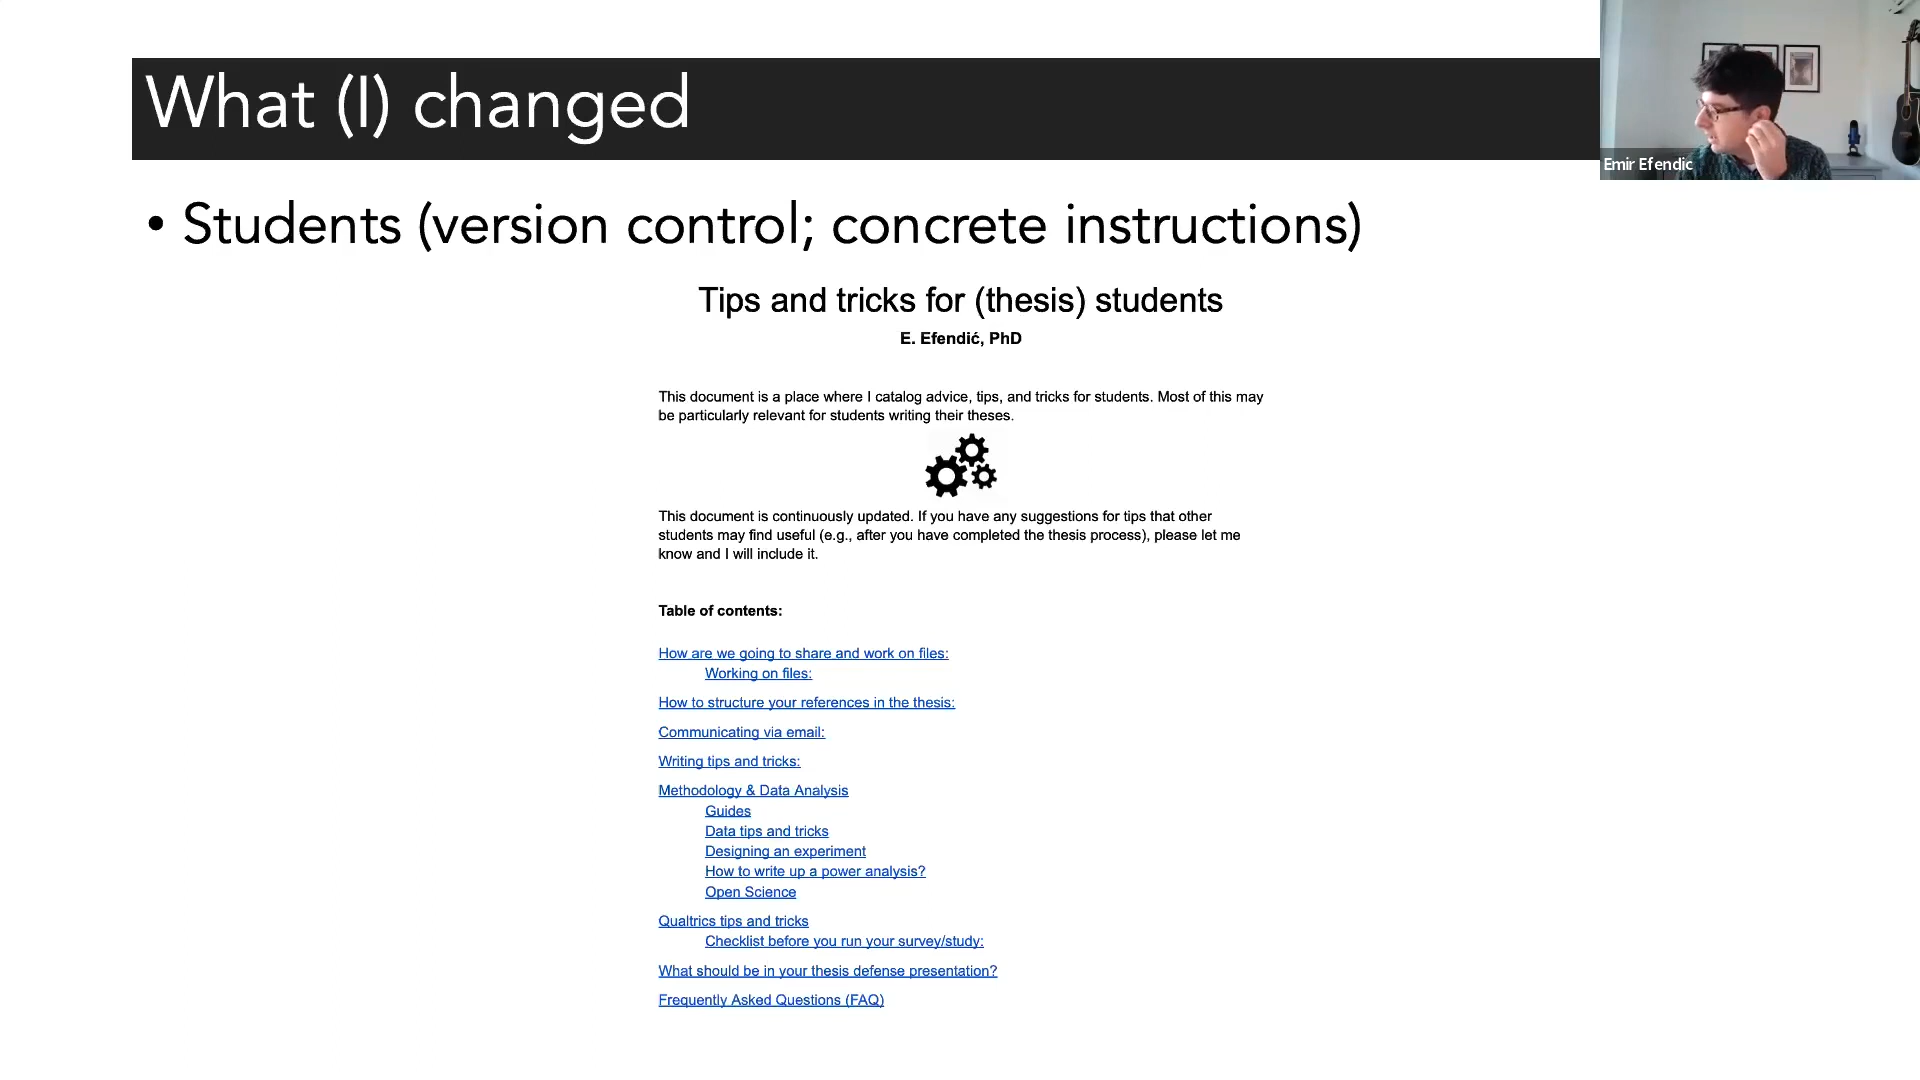 What (I) changed
Emir Efendic
• Students (version control; concrete instructions)
Tips and tricks for (thesis) students
E. Efendić, PhD
This document is a place where I catalog advice, tips, and tricks for students. Most of this may
be particularly relevant for students writing their theses.
This document is continuously updated. If you have any suggestions for tips that other
students may find useful (e.g., after you have completed the thesis process), please let me
know and I will include it.
Table of contents:
How are we going to share and work on files:
Working on files:
How to structure your references in the thesis:
Communicating via email:
Writing tips and tricks:
Methodology & Data Analysis
Guides
Data tips and tricks
Designing an experiment
How to write up a power analysis?
Open Science
Qualtrics tips and tricks
Checklist before you run your survey/study:
What should be in your thesis defense presentation?
Frequently Asked Questions (FAQ)